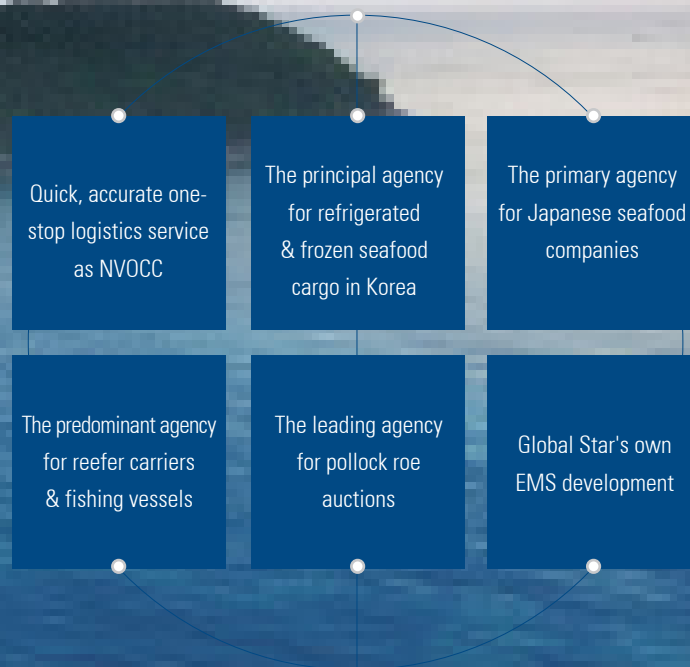 Quick, accurate one-
stop logistics service
as NVOCC
The principal agency
for refrigerated
& frozen seafood
cargo in Korea
The primary agency
for Japanese seafood
companies
The predominant agency
for reefer carriers
& fishing vessels
The leading agency
for pollock roe
auctions
Global Star's own
EMS development